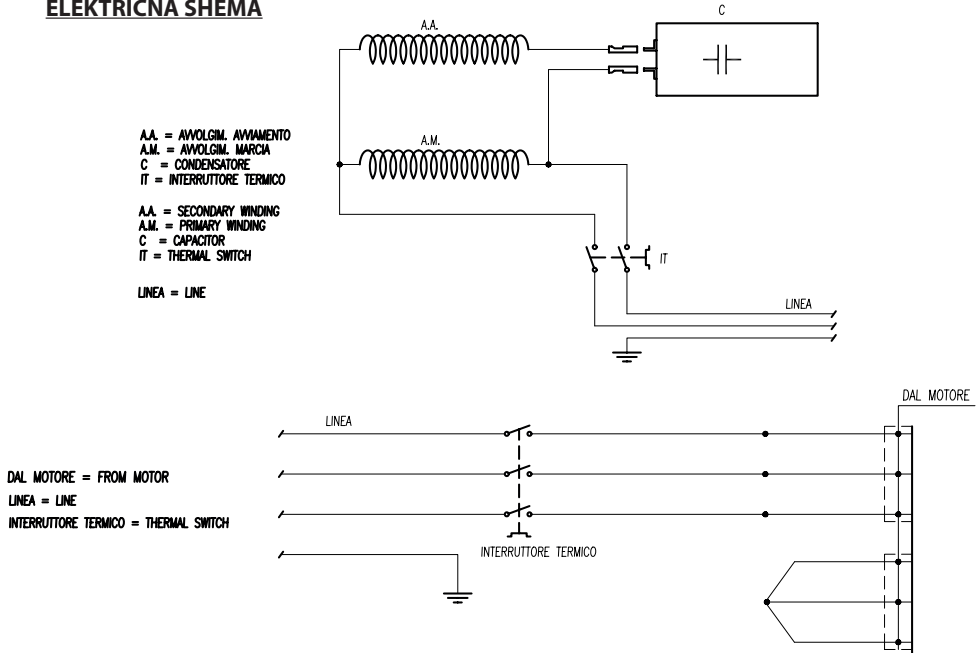 ELEKTRIČNA SHEMA
C
A.A.
A.A. = AVVOLGIM. AVVIAMENTO
A.M. = AVVOLGIM. MARCIA
C = CONDENSATORE
IT = INTERRUTTORE TERMICO
A.M.
A.A. = SECONDARY WINDING
A.M. = PRIMARY WINDING
C = CAPACITOR
IT = THERMAL SWITCH
IT
LINEA = LINE
LINEA
DAL MOTORE
LINEA
DAL MOTORE = FROM MOTOR
LINEA = LINE
INTERRUTTORE TERMICO = THERMAL SWITCH
INTERRUTTORE TERMICO